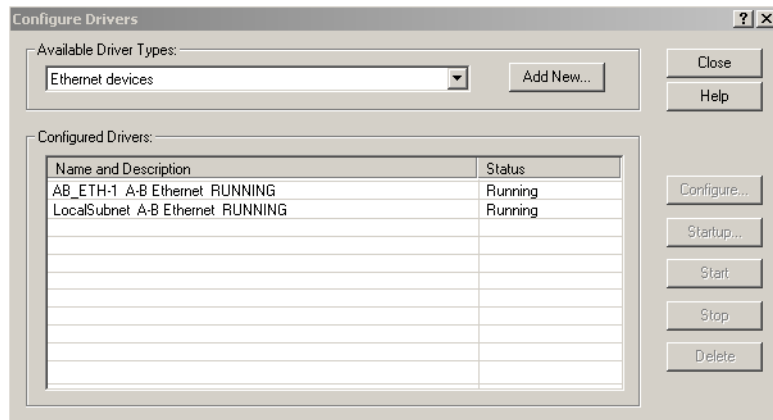 Configure Drivers
Available Driver Types:
Ethernet devices
Add New...
Close
Help
Configured Drivers:
Name and Description Status
AB_ETH-1 A-B Ethernet RUNNING Running
LocalSubnet A-B Ethernet RUNNING Running
Configure...
Startup...
Start
Stop
Delete